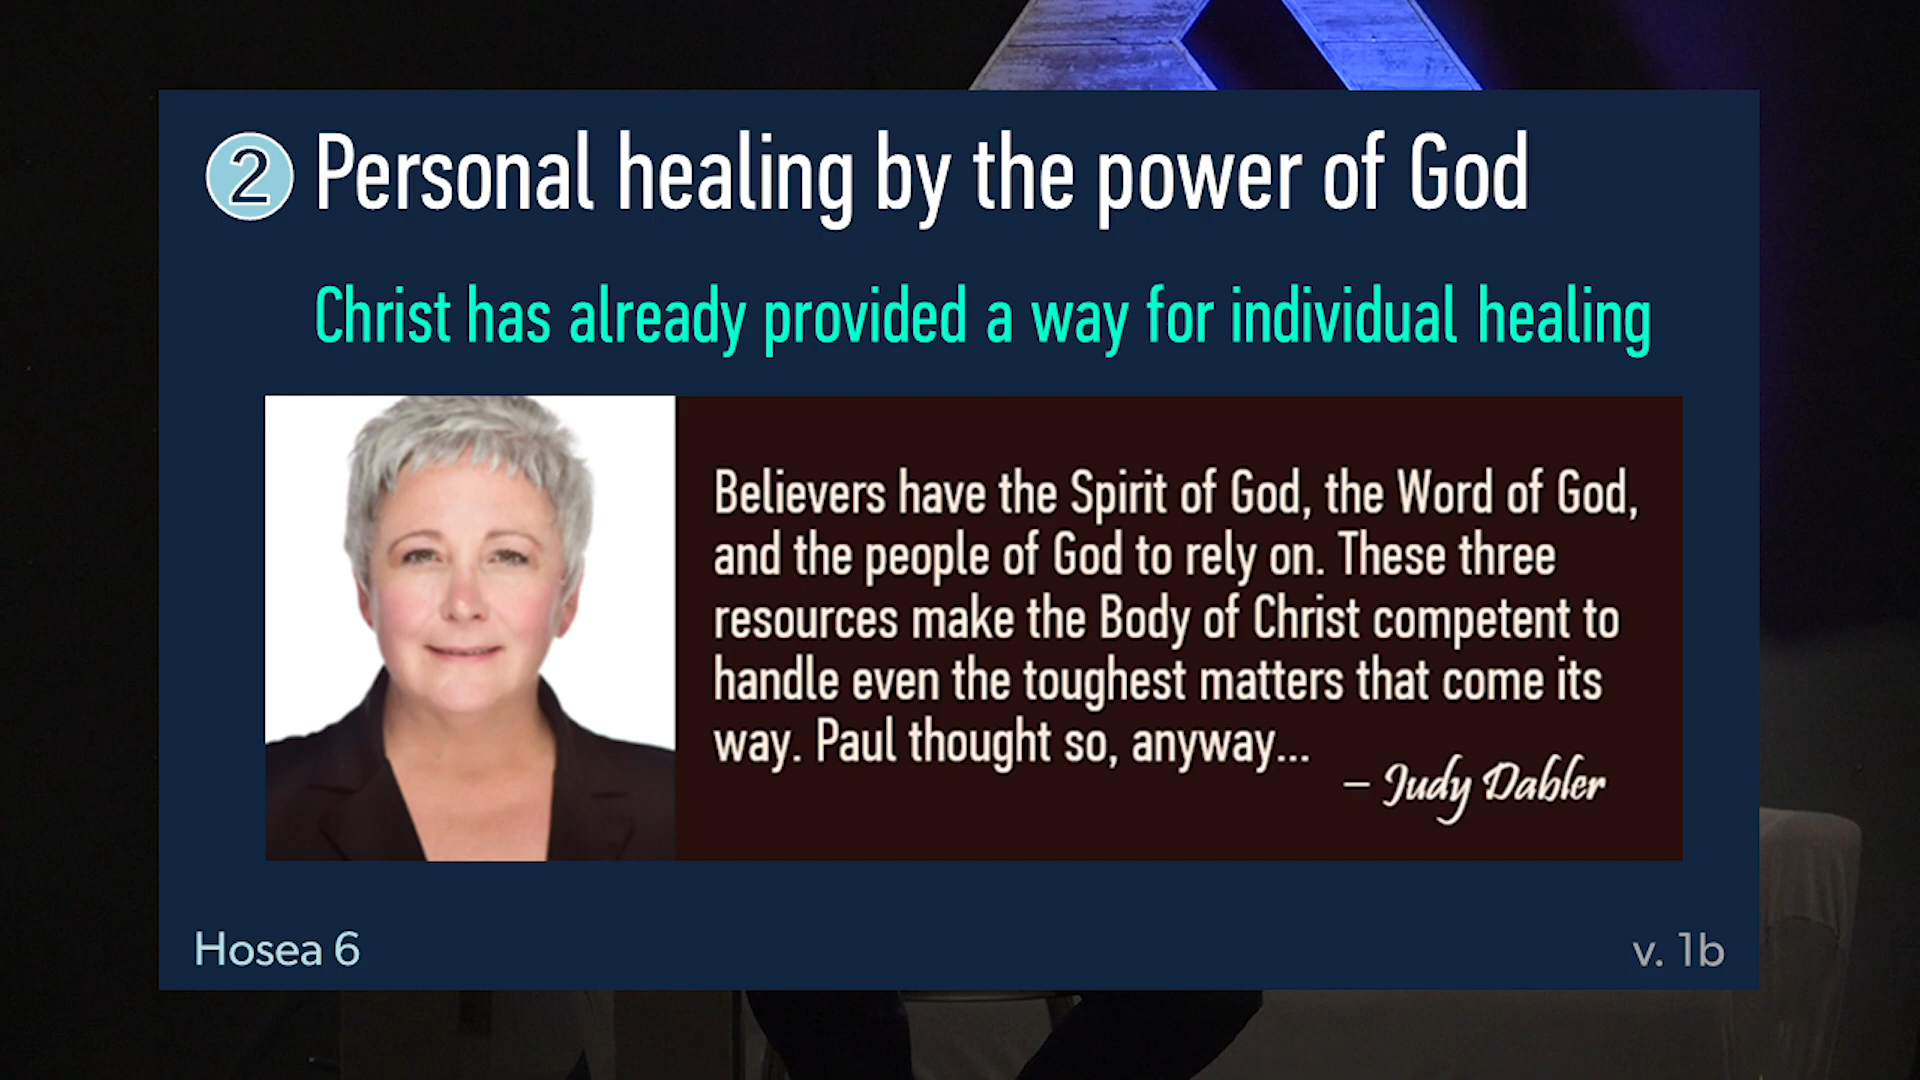 2 Personal healing by the power of God
Christ has already provided a way for individual healing
Believers have the Spirit of God, the Word of God,
and the people of God to rely on. These three
resources make the Body of Christ competent to
handle even the toughest matters that come its
way. Paul thought so, anyway...
– Judy Dabler
Hosea 6
v. 1b